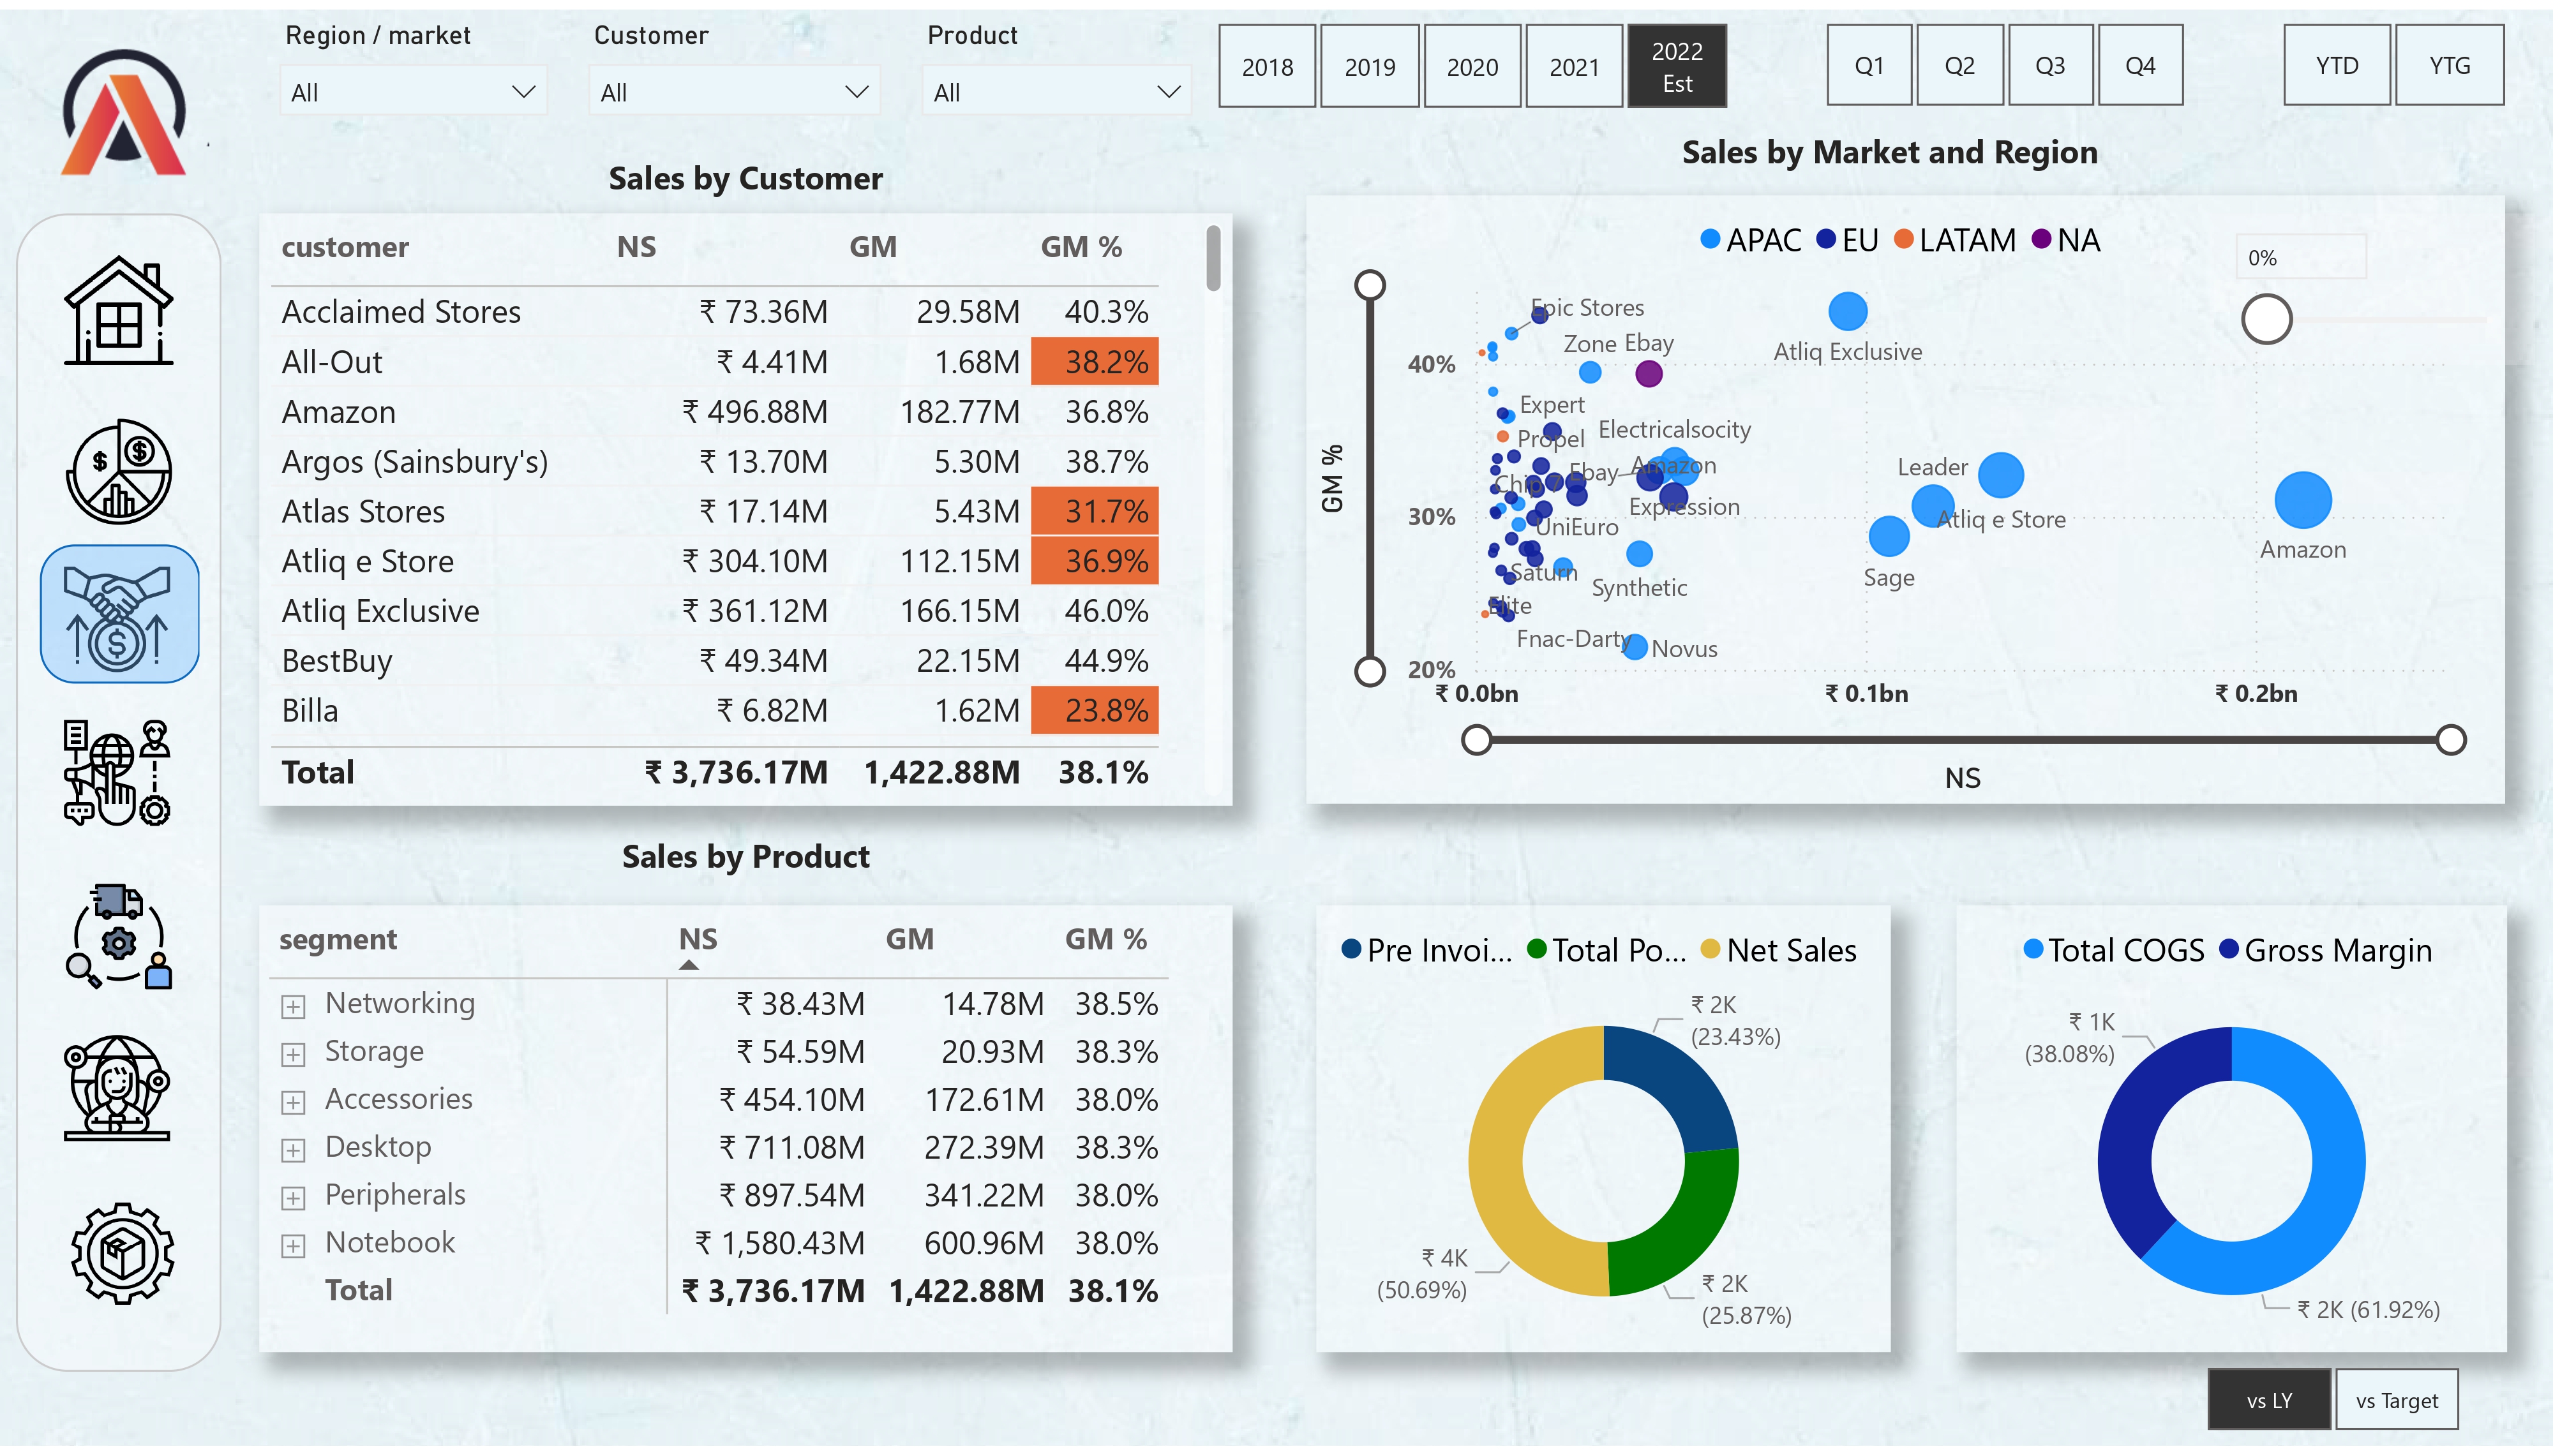 Region / market
Customer
Product
All
All
All
2018
2019
2020
2021
2022
Est
Q1
Q2
Q3
Q4
YTD
YTG
Sales by Customer
customer NS GM GM %
Acclaimed Stores ₹ 73.36M 29.58M 40.3%
All-Out ₹ 4.41M 1.68M 38.2%
Amazon ₹ 496.88M 182.77M 36.8%
Argos (Sainsbury's) ₹ 13.70M 5.30M 38.7%
Atlas Stores ₹ 17.14M 5.43M 31.7%
Atliq e Store ₹ 304.10M 112.15M 36.9%
Atliq Exclusive ₹ 361.12M 166.15M 46.0%
BestBuy ₹ 49.34M 22.15M 44.9%
Billa ₹ 6.82M 1.62M 23.8%
Total ₹ 3,736.17M 1,422.88M 38.1%
Sales by Market and Region
APAC EU LATAM NA
0%
GM %
40%
30%
20%
Epic Stores
Zone Ebay
Atliq Exclusive
Expert
Propel
Electricalsocity
Chip 7
Ebay
Amazon
Expression
Leader
Atliq e Store
Amazon
UniEuro
Saturn
Synthetic
Sage
Elite
Fnac-Darty
Novus
₹ 0.0bn
₹ 0.1bn
₹ 0.2bn
NS
Sales by Product
segment NS GM GM %
Networking ₹ 38.43M 14.78M 38.5%
Storage ₹ 54.59M 20.93M 38.3%
Accessories ₹ 454.10M 172.61M 38.0%
Desktop ₹ 711.08M 272.39M 38.3%
Peripherals ₹ 897.54M 341.22M 38.0%
Notebook ₹ 1,580.43M 600.96M 38.0%
Total ₹ 3,736.17M 1,422.88M 38.1%
Pre Invoi... Total Po... Net Sales
₹ 2K
(23.43%)
₹ 4K
(50.69%)
₹ 2K
(25.87%)
Total COGS Gross Margin
₹ 1K
(38.08%)
₹ 2K (61.92%)
vs LY
vs Target